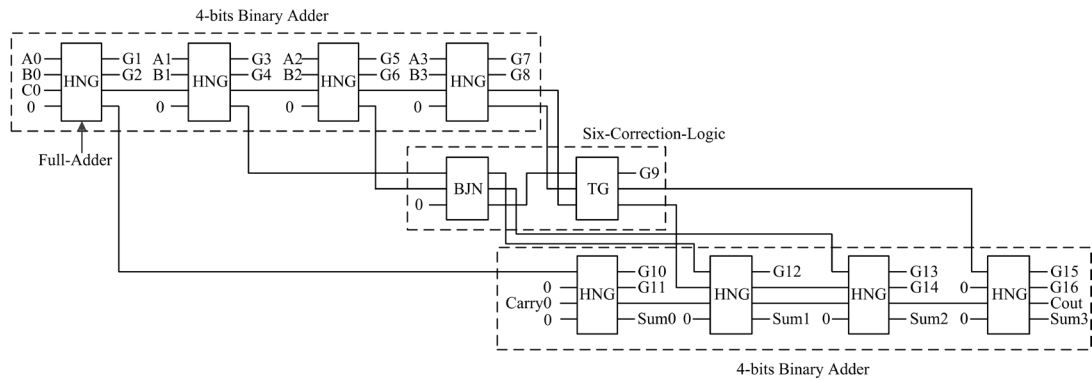 4-bits Binary Adder
A0 HNG G1 A1 HNG G3 A2 HNG G5 A3 HNG G7
B0 G2 B1 G4 B2 G6 B3 G8
C0
0 0 0 0
Full-Adder
Six-Correction-Logic
BJN TG G9
0
HNG G10 HNG G12 HNG G13 HNG G15
0 G11 G14 0 G16
Carry0 0 Cout
0 Sum0 0 Sum1 0 Sum2 0 Sum3
4-bits Binary Adder